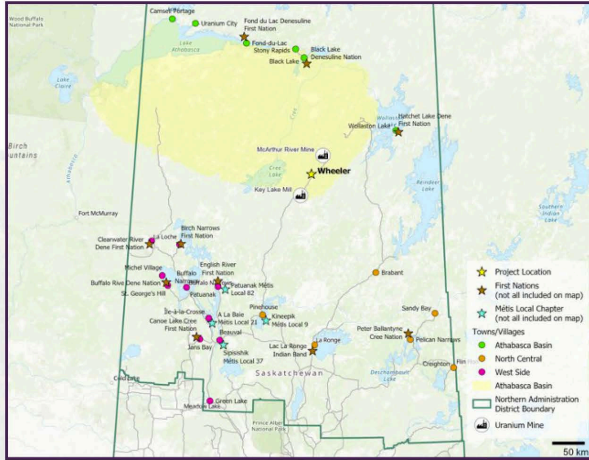 Wood Buffalo
National Park
Camsell Portage
Uranium City
Fond du Lac Denesuline
First Nation
Lake
Athabasca
Fond-du-Lac
Stony Rapids
Black Lake
Denesuline Nation
Black Lake
Lake
Claire
Hatchet Lake Dene
First Nation
Wollaston Lake
Birch
Mountains
McArthur River Mine
Wheeler
Cree
Lake
Key Lake Mill
Reindeer
Lake
Southern
Indian
Lake
Fort McMurray
Clearwater River
Dene First Nation
La Loche
Birch Narrows
First Nation
Michel Village
Buffalo
Narrows
English River
First Nation
Buffalo River Dene Nation
St. George's Hill
Patuanak
Patuanak Métis
Local 82
Brabant
Île-à-la-Crosse
A La Baie
Métis Local 21
Pinehouse
Kineepik
Métis Local 9
Sandy Bay
Canoe Lake Cree
First Nation
Jans Bay
Beauval
Sipisishik
Métis Local 37
Lac La Ronge
Indian Band
La Ronge
Peter Ballantyne
Cree Nation
Pelican Narrows
Deschambault
Lake
Creighton
Flin
Cold Lake
Saskatchewan
Green Lake
Meadow Lake
Prince Albert
National Park
Project Location
First Nations
(not all included on map)
Métis Local Chapter
(not all included on map)
Towns/Villages
Athabasca Basin
North Central
West Side
Athabasca Basin
Northern Administration
District Boundary
Uranium Mine
50 km